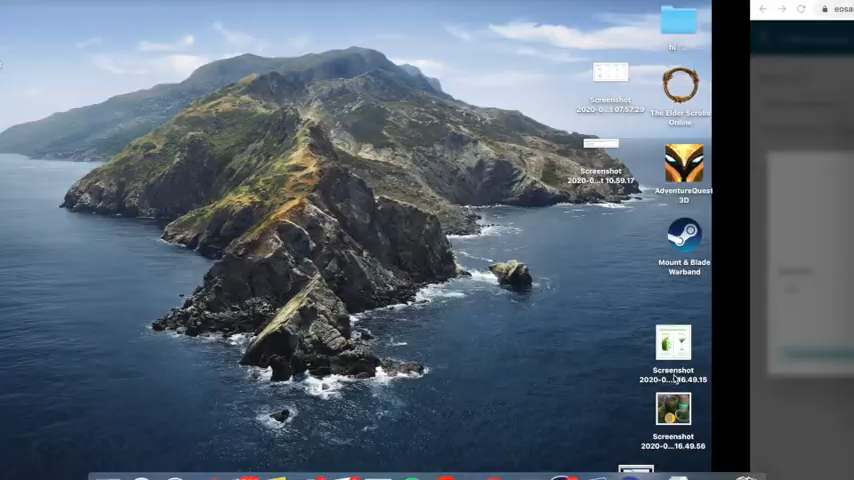 eosa
hi
Screenshot
2020-0...t 07.57.29
The Elder Scrolls
Online
Screenshot
2020-0...t 10.59.17
AdventureQuest
3D
Mount & Blade
Warband
Screenshot
2020-0...16.49.15
Screenshot
2020-0...16.49.56